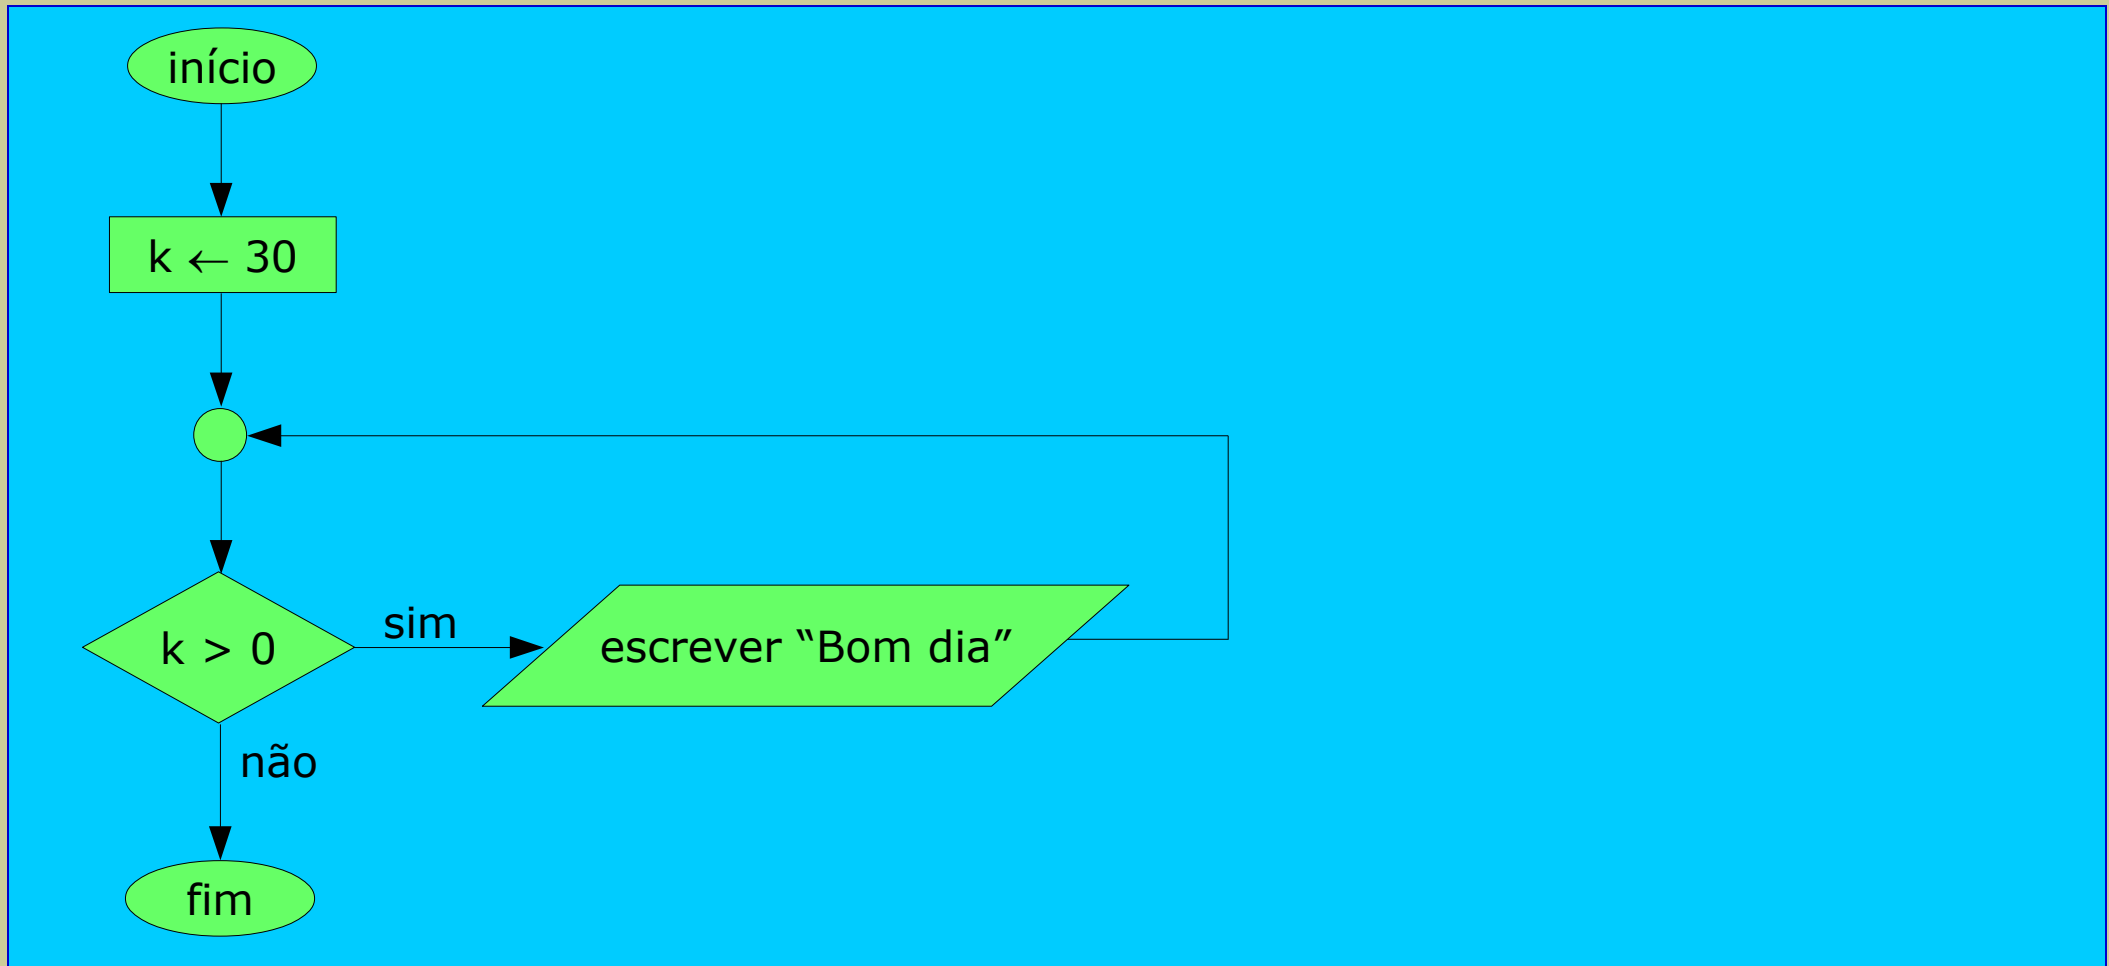 início
k ← 30
k > 0
sim
escrever “Bom dia”
não
fim